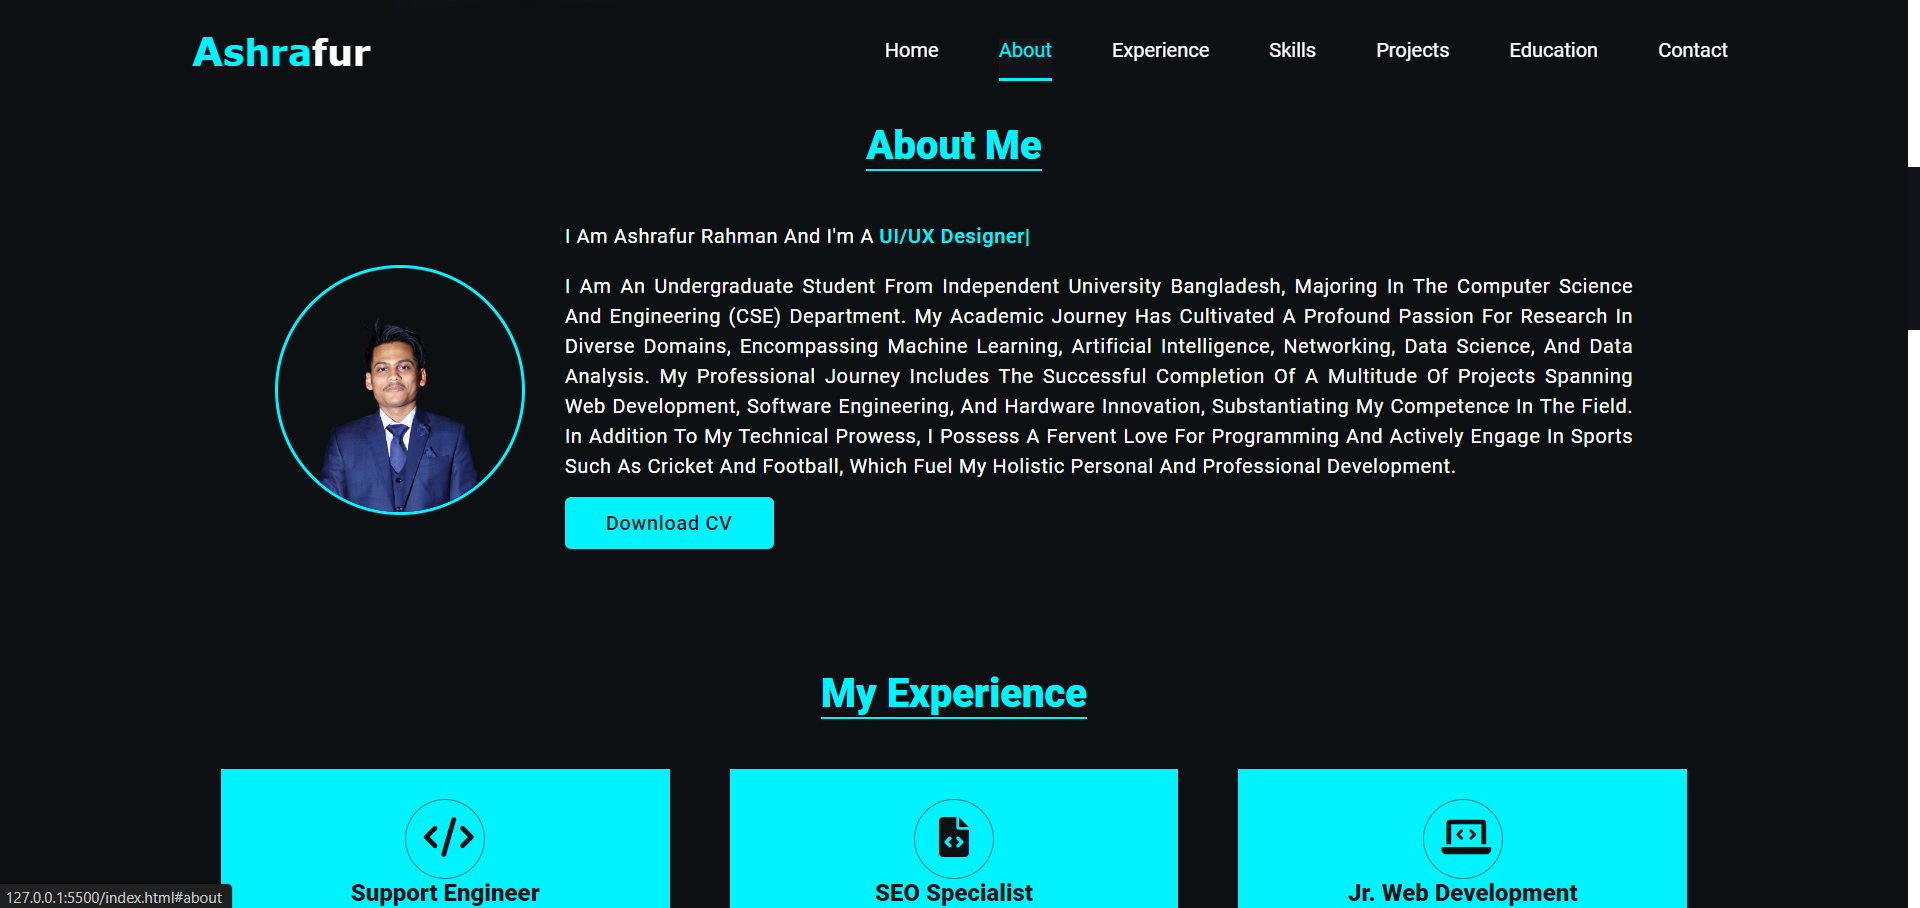 Ashrafur
Home About Experience Skills Projects Education Contact
About Me
I Am Ashrafur Rahman And I'm A UI/UX Designer|
I Am An Undergraduate Student From Independent University Bangladesh, Majoring In The Computer Science
And Engineering (CSE) Department. My Academic Journey Has Cultivated A Profound Passion For Research In
Diverse Domains, Encompassing Machine Learning, Artificial Intelligence, Networking, Data Science, And Data
Analysis. My Professional Journey Includes The Successful Completion Of A Multitude Of Projects Spanning
Web Development, Software Engineering, And Hardware Innovation, Substantiating My Competence In The Field.
In Addition To My Technical Prowess, I Possess A Fervent Love For Programming And Actively Engage In Sports
Such As Cricket And Football, Which Fuel My Holistic Personal And Professional Development.
Download CV
My Experience
Support Engineer
SEO Specialist
Jr. Web Development
127.0.0.1:5500/index.html#about